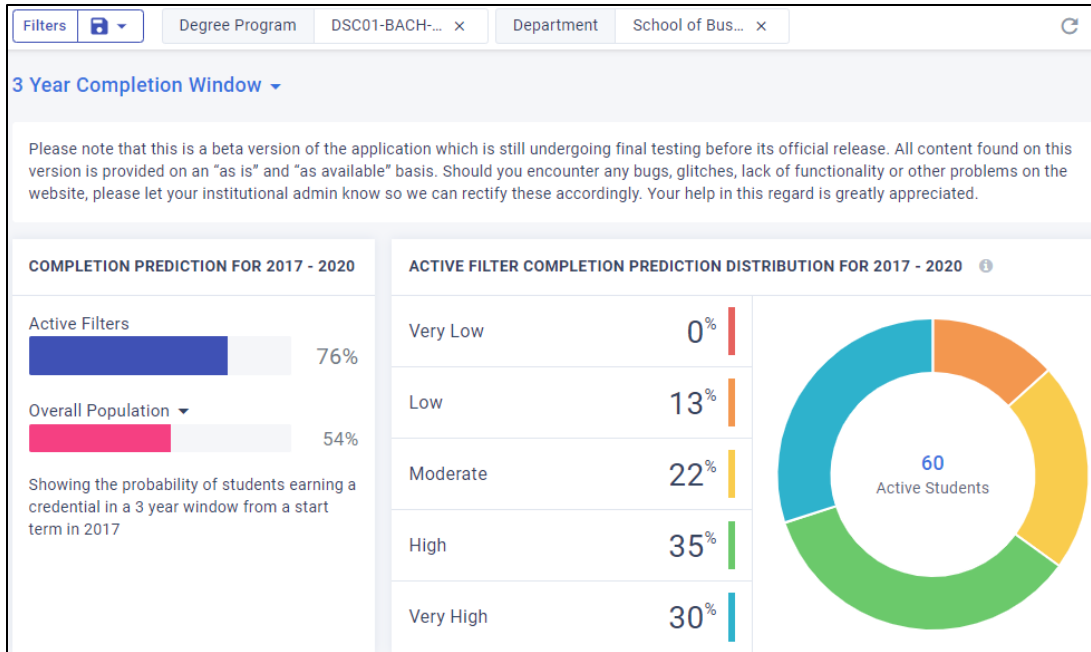 Filters
Degree Program DSC01-BACH-... ×
Department School of Bus... ×
3 Year Completion Window
Please note that this is a beta version of the application which is still undergoing final testing before its official release. All content found on this
version is provided on an “as is” and “as available” basis. Should you encounter any bugs, glitches, lack of functionality or other problems on the
website, please let your institutional admin know so we can rectify these accordingly. Your help in this regard is greatly appreciated.
COMPLETION PREDICTION FOR 2017 - 2020
Active Filters
76%
Overall Population
54%
Showing the probability of students earning a
credential in a 3 year window from a start
term in 2017
ACTIVE FILTER COMPLETION PREDICTION DISTRIBUTION FOR 2017 - 2020
Very Low 0%
Low 13%
Moderate 22%
High 35%
Very High 30%
60
Active Students